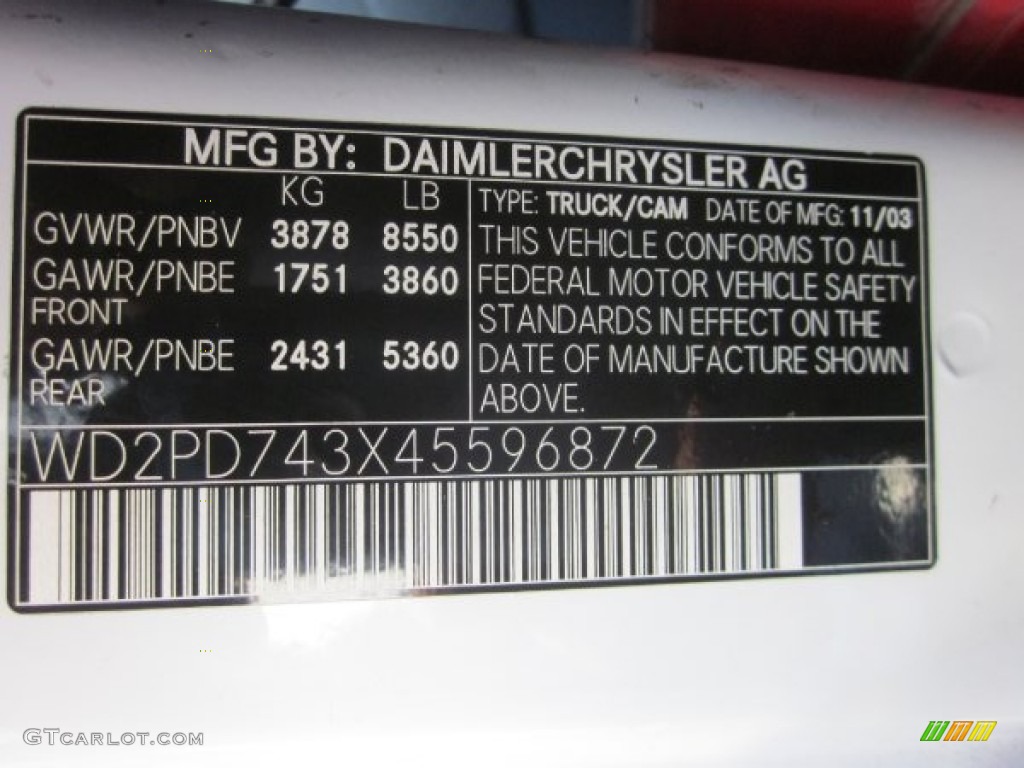 MFG BY: DAIMLERCHRYSLER AG
KG LB
GVWR/PNBV 3878 8550
GAWR/PNBE 1751 3860
FRONT
GAWR/PNBE 2431 5360
REAR
TYPE: TRUCK/CAM DATE OF MFG: 11/03
THIS VEHICLE CONFORMS TO ALL
FEDERAL MOTOR VEHICLE SAFETY
STANDARDS IN EFFECT ON THE
DATE OF MANUFACTURE SHOWN
ABOVE.
WD2PD743X45596872
GTCARLOT.COM